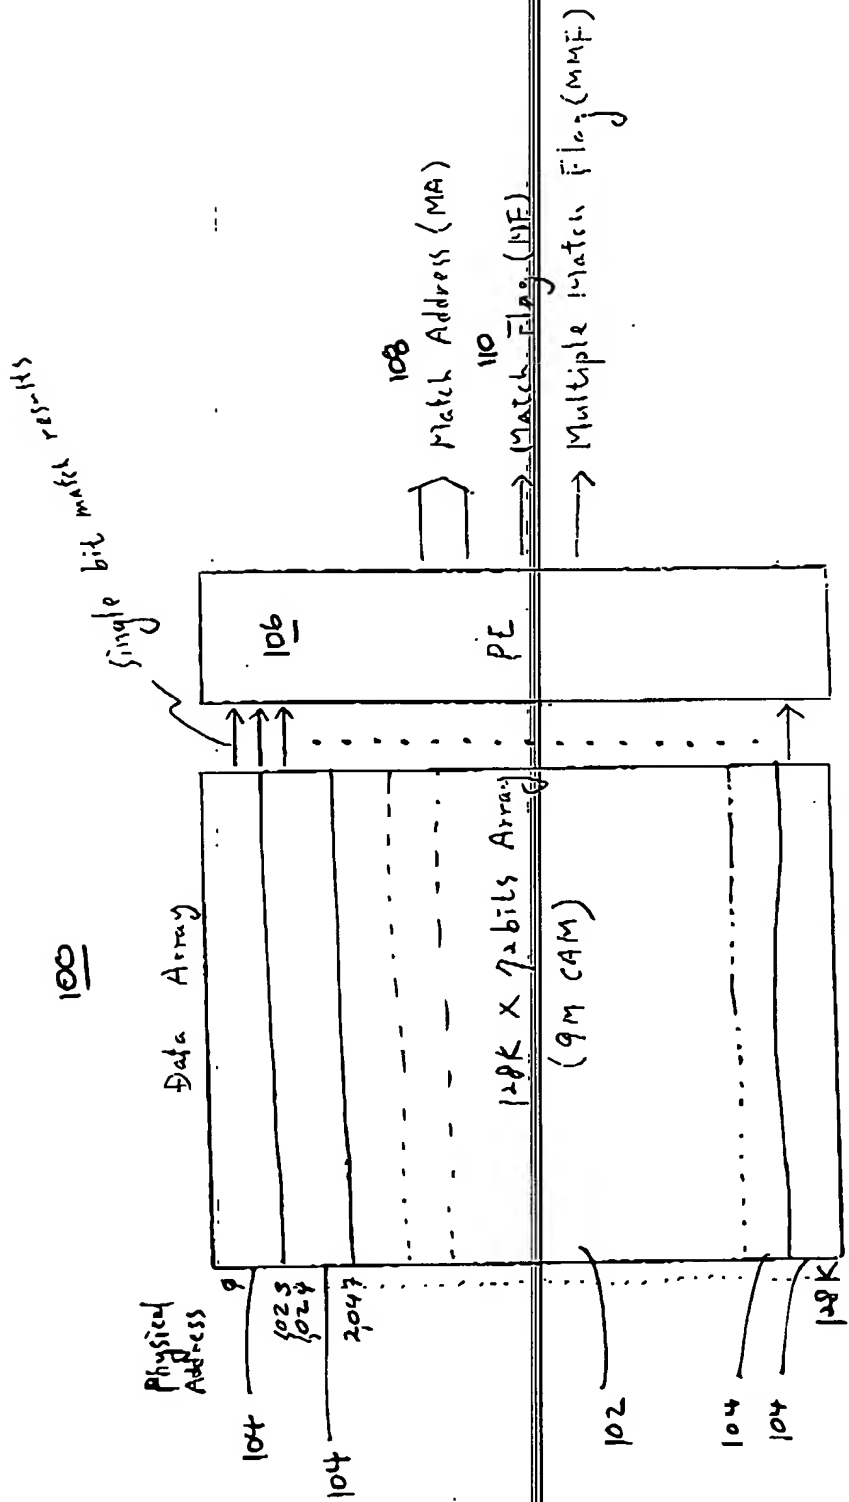 100
Data Array
Single bit match results
Physical
Address
0
1023
1024
2047
128K
104
104
102
104
104
128K X 72bits Array
(9M CAM)
106
PE
108
Match Address (MA)
110
Match Flag (MF)
Multiple Match Flag (MMF)